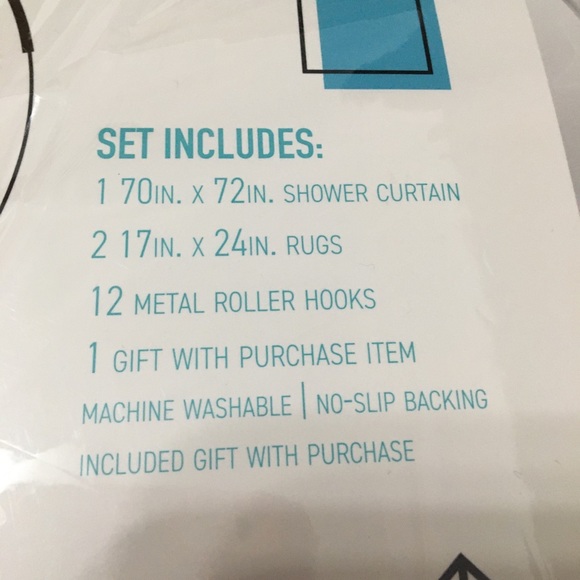 SET INCLUDES:
1 70IN. X 72IN. SHOWER CURTAIN
2 17IN. X 24IN. RUGS
12 METAL ROLLER HOOKS
1 GIFT WITH PURCHASE ITEM
MACHINE WASHABLE | NO-SLIP BACKING
INCLUDED GIFT WITH PURCHASE